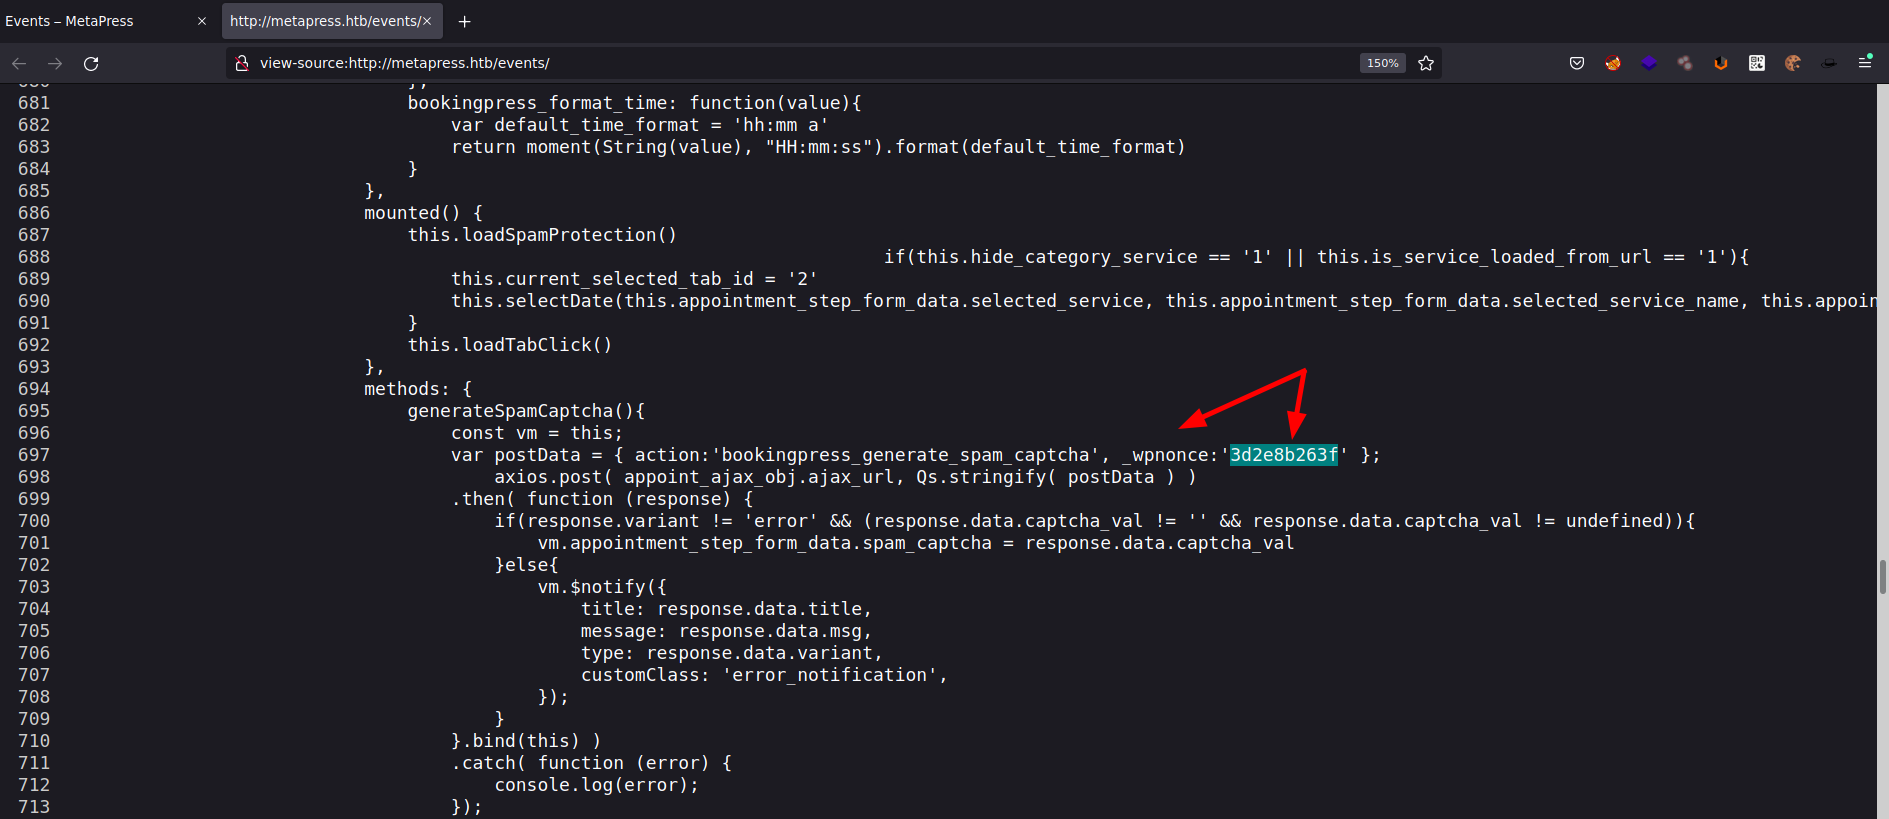 Events – MetaPress
http://metapress.htb/events/
view-source:http://metapress.htb/events/
150%
680 },
681 bookingpress_format_time: function(value){
682 var default_time_format = 'hh:mm a'
683 return moment(String(value), "HH:mm:ss").format(default_time_format)
684 }
685 },
686 mounted() {
687 this.loadSpamProtection()
688 if(this.hide_category_service == '1' || this.is_service_loaded_from_url == '1'){
689 this.current_selected_tab_id = '2'
690 this.selectDate(this.appointment_step_form_data.selected_service, this.appointment_step_form_data.selected_service_name, this.appoin
691 }
692 this.loadTabClick()
693 },
694 methods: {
695 generateSpamCaptcha(){
696 const vm = this;
697 var postData = { action:'bookingpress_generate_spam_captcha', _wpnonce:'3d2e8b263f' };
698 axios.post( appoint_ajax_obj.ajax_url, Qs.stringify( postData ) )
699 .then( function (response) {
700 if(response.variant != 'error' && (response.data.captcha_val != '' && response.data.captcha_val != undefined)){
701 vm.appointment_step_form_data.spam_captcha = response.data.captcha_val
702 }else{
703 vm.$notify({
704 title: response.data.title,
705 message: response.data.msg,
706 type: response.data.variant,
707 customClass: 'error_notification',
708 });
709 }
710 }.bind(this) )
711 .catch( function (error) {
712 console.log(error);
713 });